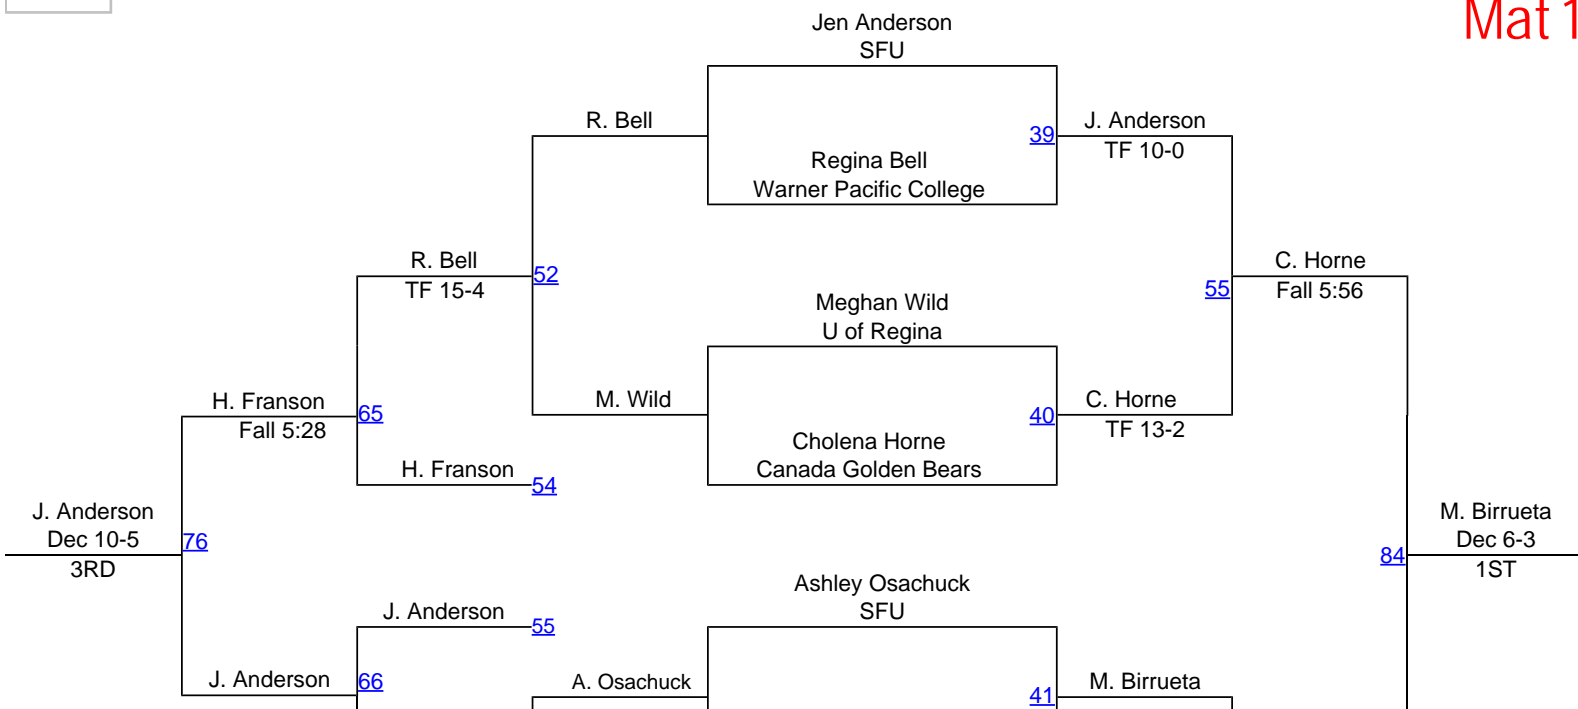 Mat 1
Jen Anderson
SFU
R. Bell
39
J. Anderson
TF 10-0
Regina Bell
Warner Pacific College
R. Bell
TF 15-4
52
C. Horne
Fall 5:56
55
Meghan Wild
U of Regina
H. Franson
Fall 5:28
65
M. Wild
40
C. Horne
TF 13-2
Cholena Horne
Canada Golden Bears
H. Franson
54
J. Anderson
Dec 10-5
3RD
76
84
M. Birrueta
Dec 6-3
1ST
Ashley Osachuck
SFU
J. Anderson
55
J. Anderson
66
A. Osachuck
41
M. Birrueta